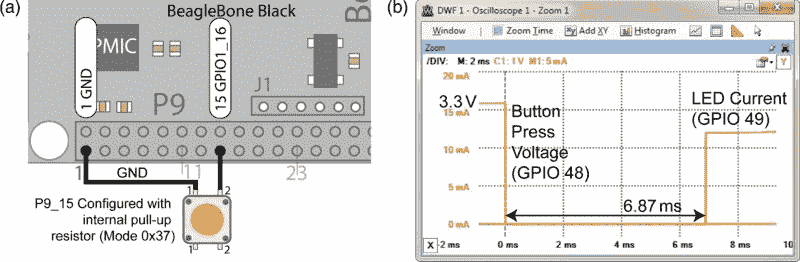 (a)
BeagleBone Black
1 GND
PMIC
15 GPIO1_16
P9
J1
1
11
23
GND
1 2
1 2
P9_15 Configured with
internal pull-up
resistor (Mode 0x37)
(b)
DWF 1 - Oscilloscope 1 - Zoom 1
Window Zoom Time Add XY Histogram
Zoom
/DIV: M: 2 ms C1: 1 V M1: 5 mA Y
20 mA
3.3 V
15 mA
10 mA
5 mA
0 mA
Button
Press
Voltage
(GPIO 48)
LED Current
(GPIO 49)
6.87 ms
X -2 ms 0 ms 2 ms 4 ms 6 ms 8 ms 10